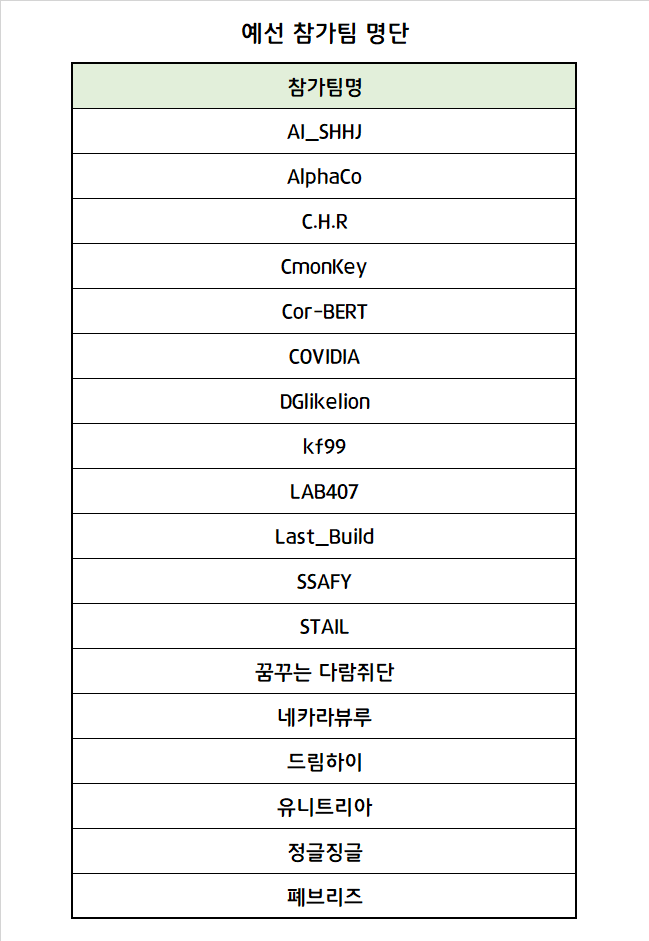 예선 참가팀 명단
참가팀명
AI_SHHJ
AlphaCo
C.H.R
CmonKey
Cor-BERT
COVIDIA
DGlikelion
kf99
LAB407
Last_Build
SSAFY
STAIL
꿈꾸는 다람쥐단
네카라뷰루
드림하이
유니트리아
정글징글
폐브리즈